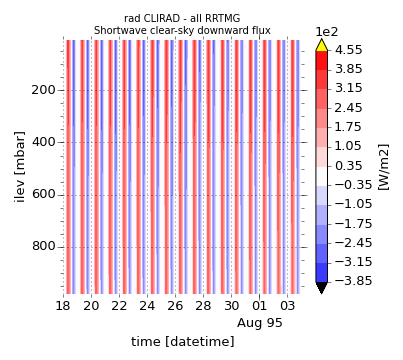 rad CLIRAD - all RRTMG
Shortwave clear-sky downward flux
1e2
4.55
3.85
3.15
2.45
1.75
1.05
0.35
−0.35
−1.05
−1.75
−2.45
−3.15
−3.85
[W/m2]
ilev [mbar]
200
400
600
800
18 20 22 24 26 28 30 01 03
Aug 95
time [datetime]